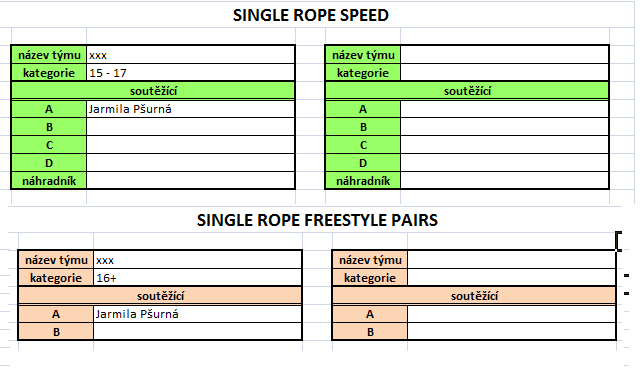 SINGLE ROPE SPEED
název týmu xxx název týmu
kategorie 15 - 17 kategorie
soutěžící soutěžící
A Jarmila Pšurná A
B B
C C
D D
náhradník náhradník
SINGLE ROPE FREESTYLE PAIRS
název týmu xxx název týmu
kategorie 16+ kategorie
soutěžící soutěžící
A Jarmila Pšurná A
B B